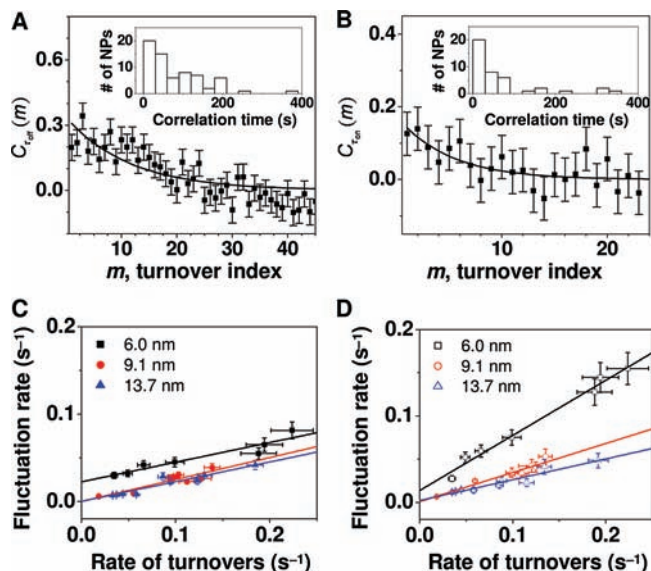 A
0.8
0.3
0.0
C τoff (m)
# of NPs
20
10
0
0 200 400
Correlation time (s)
10 20 30 40
m, turnover index
B
0.4
0.2
0.0
C τon (m)
# of NPs
20
10
0
0 200 400
Correlation time (s)
10 20
m, turnover index
C
Fluctuation rate (s⁻¹)
0.2
0.1
0.0
6.0 nm
9.1 nm
13.7 nm
0.0 0.1 0.2
Rate of turnovers (s⁻¹)
D
Fluctuation rate (s⁻¹)
0.2
0.1
0.0
6.0 nm
9.1 nm
13.7 nm
0.0 0.1 0.2
Rate of turnovers (s⁻¹)